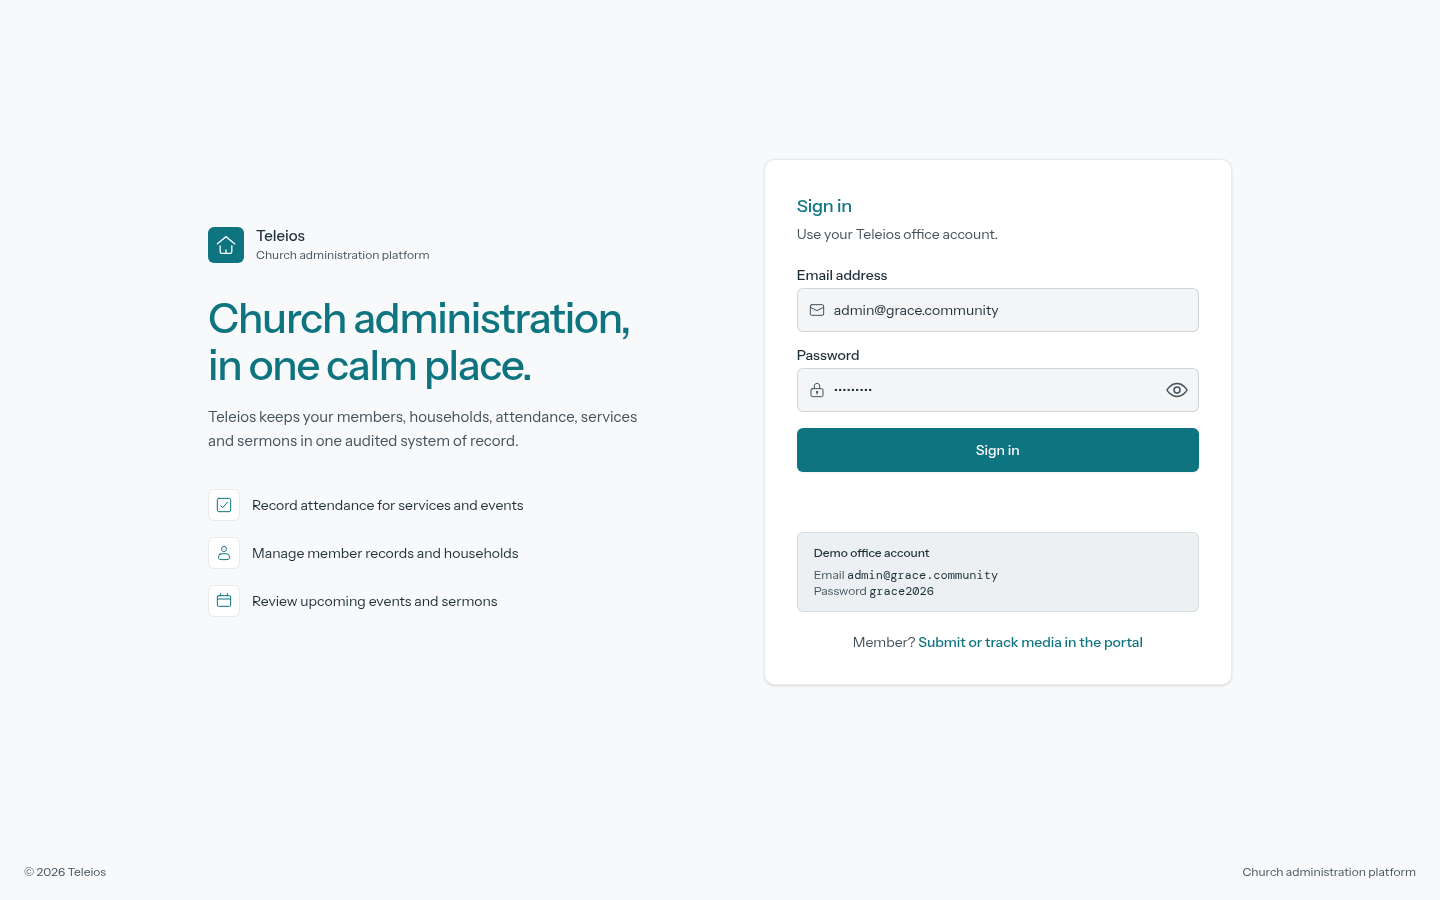 Teleios
Church administration platform
Church administration,
in one calm place.
Teleios keeps your members, households, attendance, services
and sermons in one audited system of record.
Record attendance for services and events
Manage member records and households
Review upcoming events and sermons
Sign in
Use your Teleios office account.
Email address
admin@grace.community
Password
•••••••••
Sign in
Demo office account
Email admin@grace.community
Password grace2026
Member? Submit or track media in the portal
© 2026 Teleios
Church administration platform